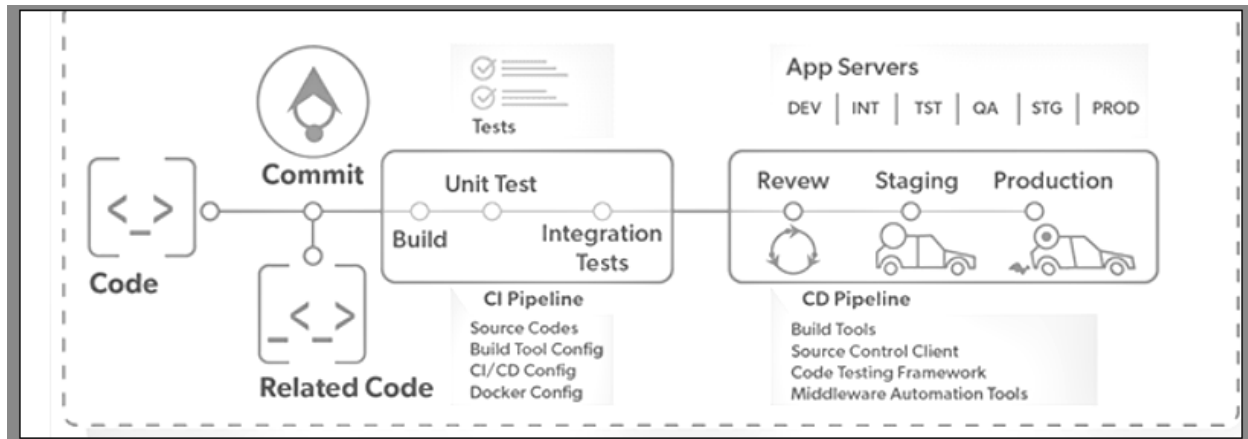 Tests
App Servers
DEV | INT | TST | QA | STG | PROD
Commit
Unit Test
Revew
Staging
Production
<_>
Build
Integration
Tests
Code
_<_>
Related Code
CI Pipeline
Source Codes
Build Tool Config
CI/CD Config
Docker Config
CD Pipeline
Build Tools
Source Control Client
Code Testing Framework
Middleware Automation Tools